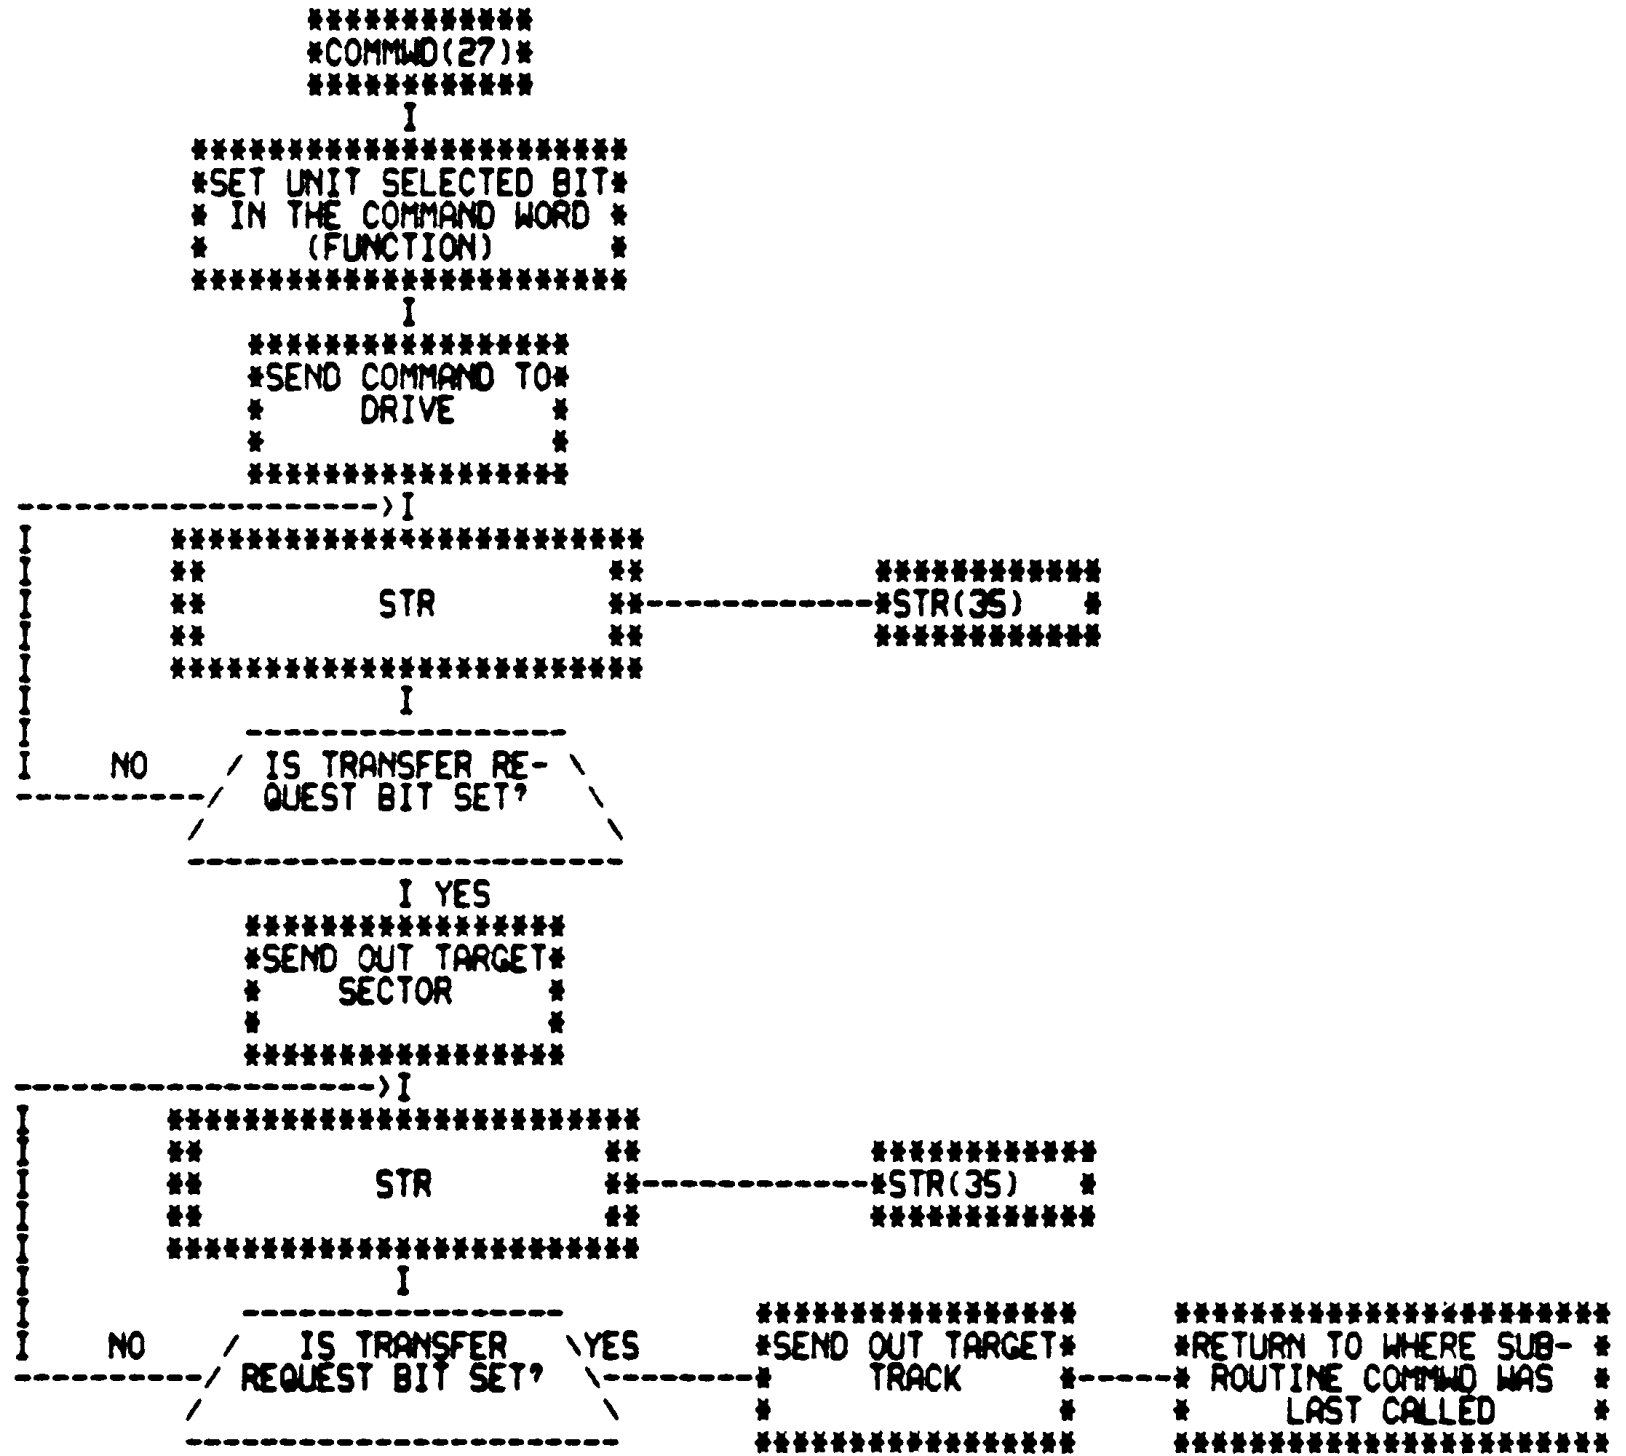 COMMWD(27)
SET UNIT SELECTED BIT
IN THE COMMAND WORD
(FUNCTION)
SEND COMMAND TO
DRIVE
STR
STR(35)
NO
IS TRANSFER RE-
QUEST BIT SET?
YES
SEND OUT TARGET
SECTOR
STR
STR(35)
NO
IS TRANSFER
REQUEST BIT SET?
YES
SEND OUT TARGET
TRACK
RETURN TO WHERE SUB-
ROUTINE COMMWD WAS
LAST CALLED